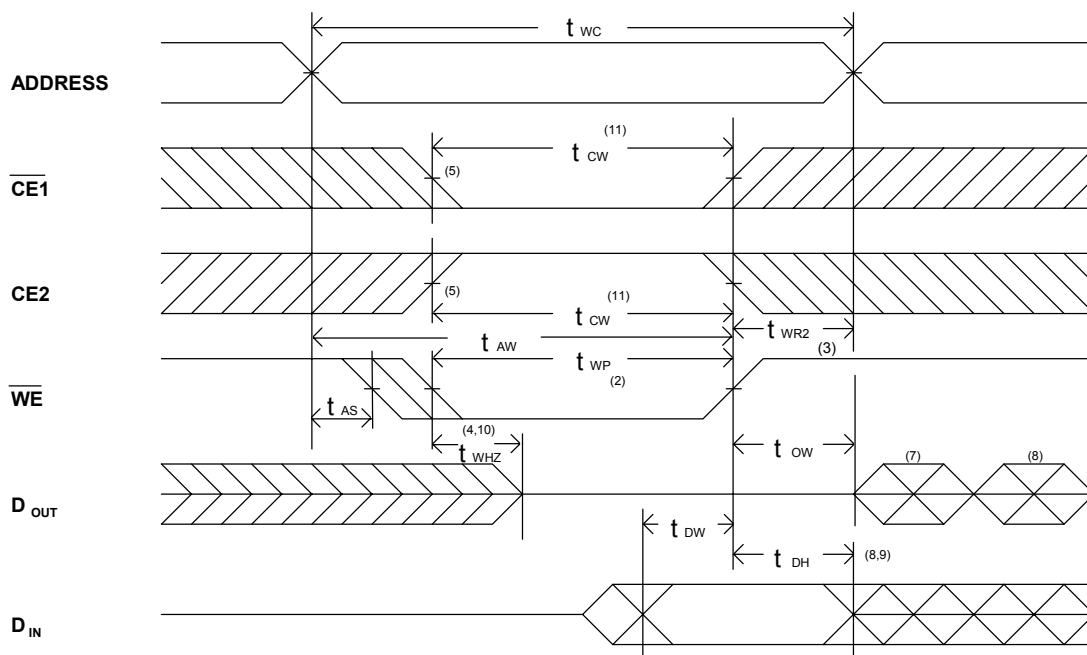 t WC
ADDRESS
(11)
t CW
CE1
(5)
CE2
(5)
(11)
t CW
t WR2
t AW
(3)
t WP
(2)
WE
t AS
(4,10)
t WHZ
t OW
(7)
(8)
D OUT
t DW
t DH
(8,9)
D IN